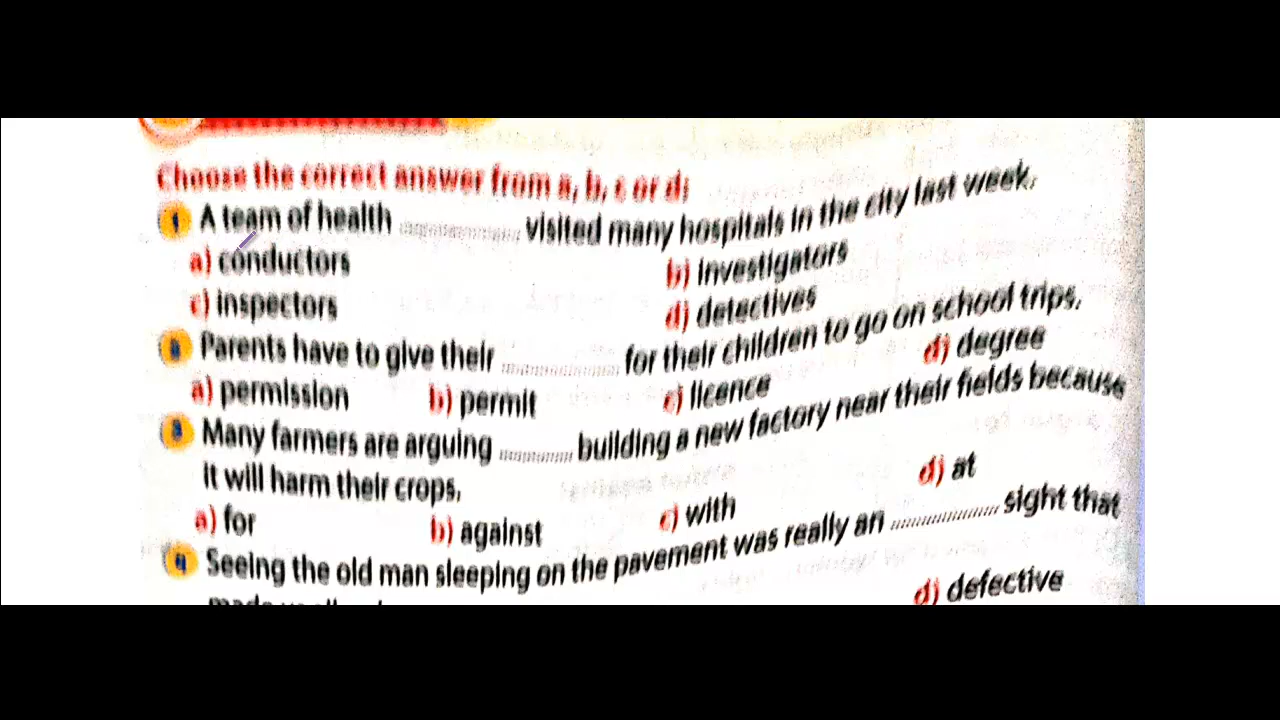 Choose the correct answer from a, b, c or d:
1 A team of health ............ visited many hospitals in the city last week.
a) conductors b) investigators
c) inspectors d) detectives
2 Parents have to give their ............ for their children to go on school trips.
a) permission b) permit c) licence d) degree
3 Many farmers are arguing ............ building a new factory near their fields because
it will harm their crops.
a) for b) against c) with d) at
4 Seeing the old man sleeping on the pavement was really an ............ sight that
d) defective